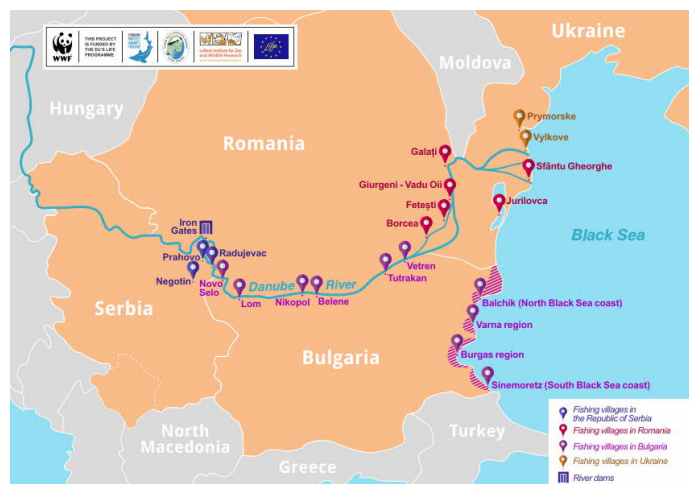 WWF
THIS PROJECT
IS FUNDED BY
THE EU'S LIFE
PROGRAMME
Leibniz Institute for Zoo
and Wildlife Research
life
Ukraine
Moldova
Hungary
Romania
Prymorske
Vylkove
Galați
Sfântu Gheorghe
Giurgeni - Vadu Oii
Fetești
Jurilovca
Borcea
Iron
Gates
Black Sea
Prahovo
Radujevac
Vetren
Negotin
Novo
Selo
Tutrakan
Danube River
Lom
Nikopol
Belene
Serbia
Balchik (North Black Sea coast)
Varna region
Bulgaria
Burgas region
Sinemoretz (South Black Sea coast)
North
Macedonia
Turkey
Greece
Fishing villages in
the Republic of Serbia
Fishing villages in Romania
Fishing villages in Bulgaria
Fishing villages in Ukraine
River dams